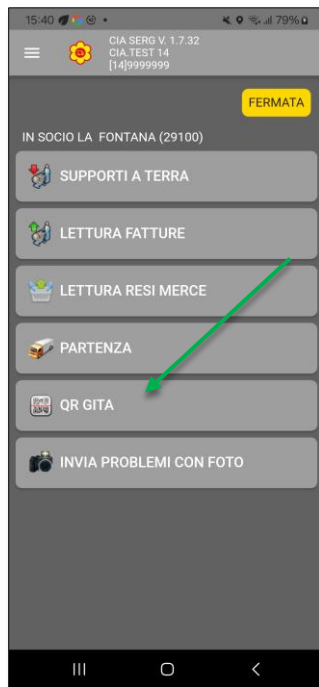 15:40 79%
CIA SERG V. 1.7.32
CIA.TEST 14
[14]9999999
FERMATA
IN SOCIO LA FONTANA (29100)
SUPPORTI A TERRA
LETTURA FATTURE
LETTURA RESI MERCE
PARTENZA
QR GITA
INVIA PROBLEMI CON FOTO